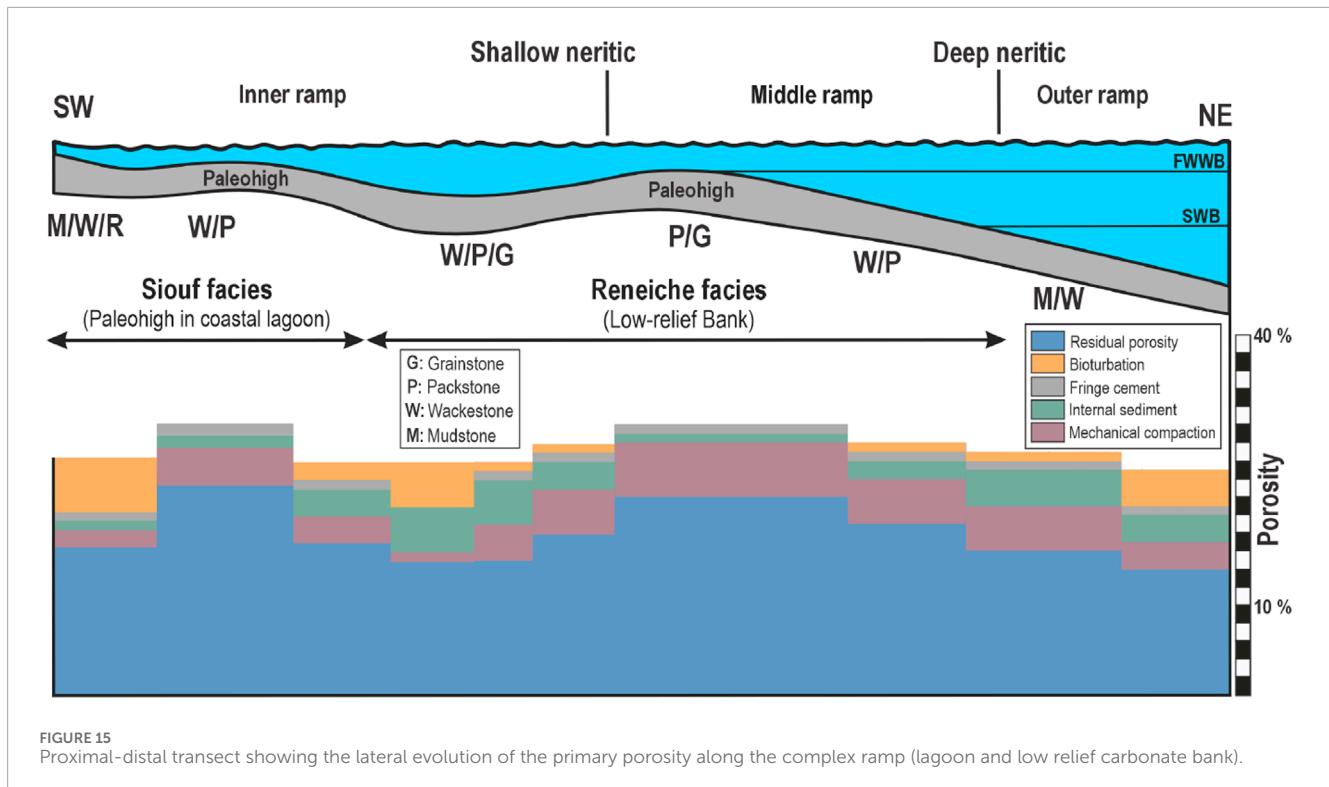 Shallow neritic
Deep neritic
SW
Inner ramp
Middle ramp
Outer ramp
NE
FWWB
Paleohigh
Paleohigh
SWB
M/W/R
W/P
W/P/G
P/G
W/P
M/W
Siouf facies
(Paleohigh in coastal lagoon)
Reneiche facies
(Low-relief Bank)
G: Grainstone
P: Packstone
W: Wackestone
M: Mudstone
Residual porosity
Bioturbation
Fringe cement
Internal sediment
Mechanical compaction
40 %
Porosity
10 %
FIGURE 15
Proximal-distal transect showing the lateral evolution of the primary porosity along the complex ramp (lagoon and low relief carbonate bank).